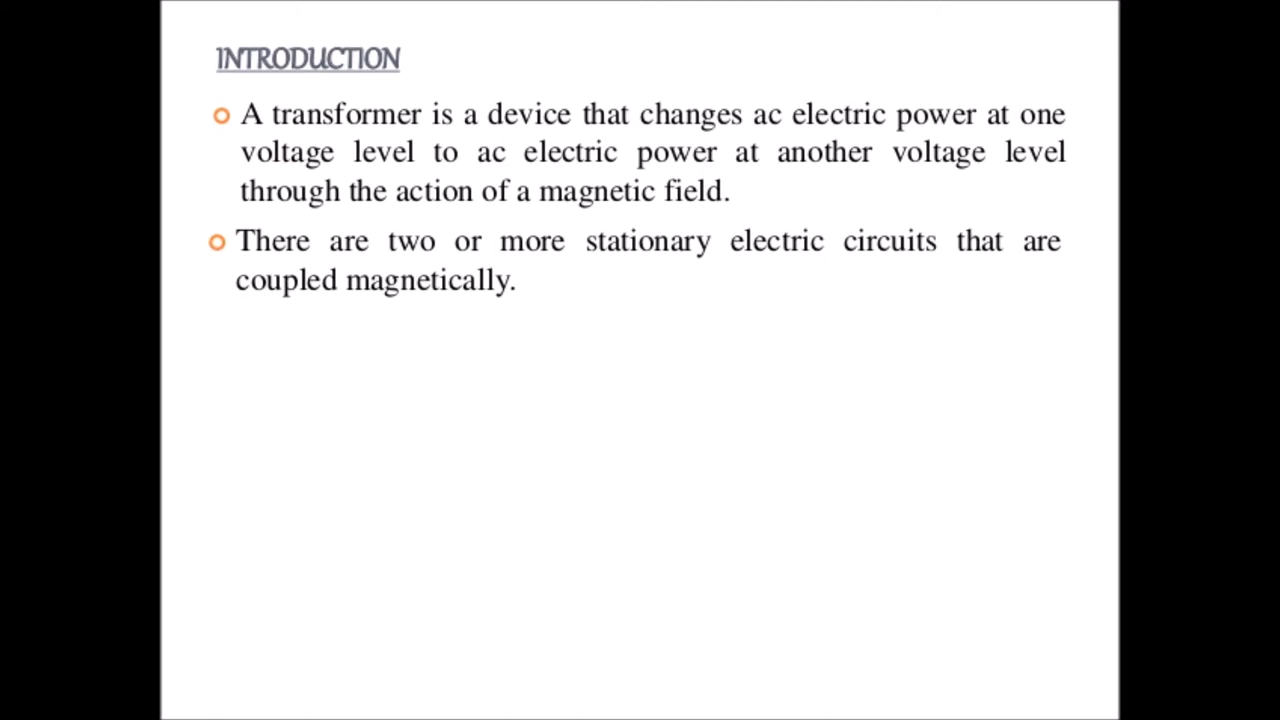 INTRODUCTION
A transformer is a device that changes ac electric power at one
voltage level to ac electric power at another voltage level
through the action of a magnetic field.
There are two or more stationary electric circuits that are
coupled magnetically.